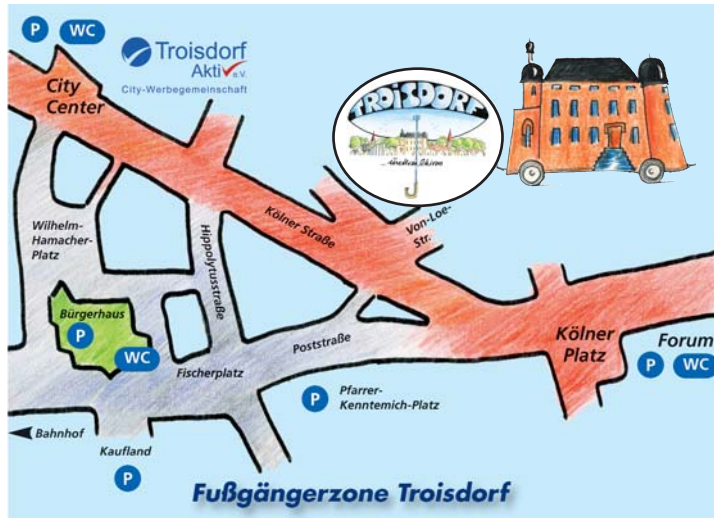 P WC
Troisdorf
Aktiv e.V.
City-Werbegemeinschaft
City
Center
TROISDORF
Kölner Straße
Von-Loe-
Str.
Wilhelm-
Hamacher-
Platz
Hippolytusstraße
Bürgerhaus
P
WC
Fischerplatz
Poststraße
Kölner
Platz
Forum
P WC
P
Pfarrer-
Kenntemich-Platz
Bahnhof
Kaufland
P
Fußgängerzone Troisdorf